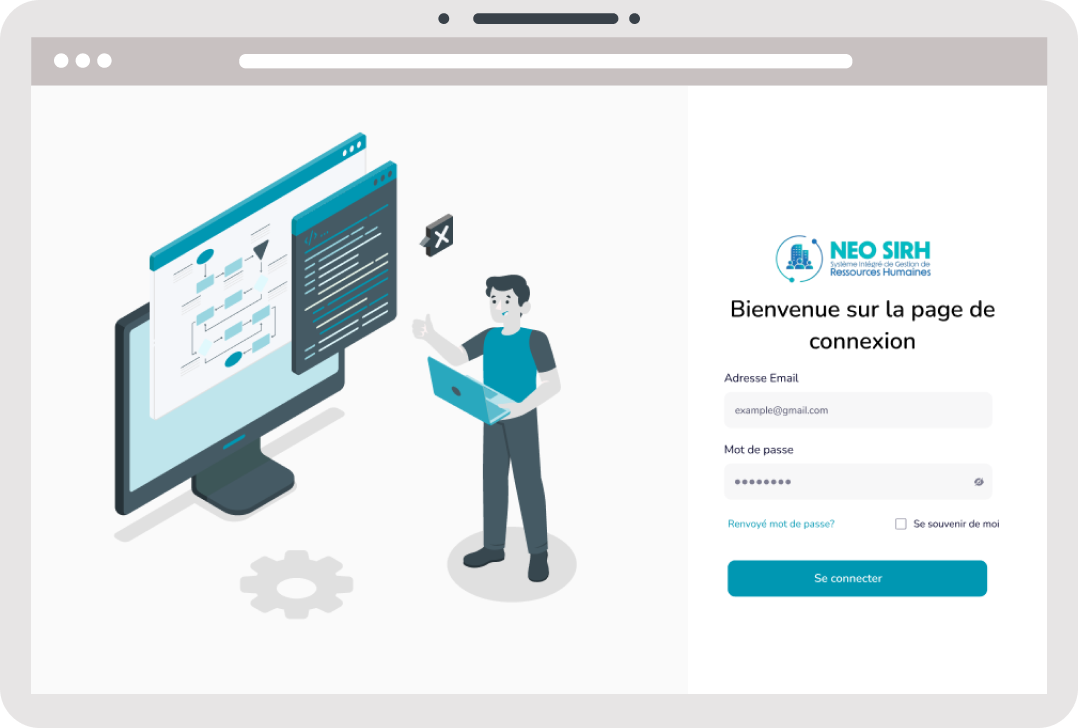 NEO SIRH
Système Intégré de Gestion de
Ressources Humaines
Bienvenue sur la page de
connexion
Adresse Email
example@gmail.com
Mot de passe
Renvoyé mot de passe?
Se souvenir de moi
Se connecter